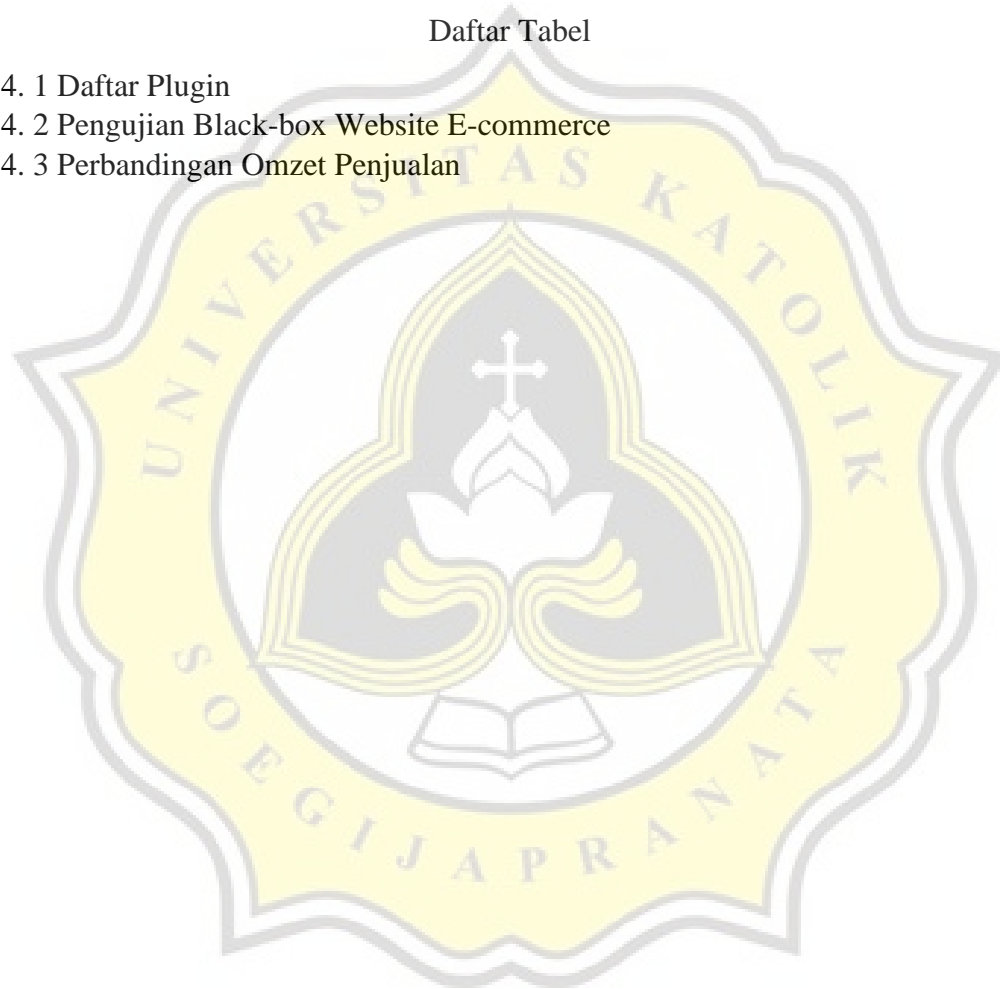 Daftar Tabel
4. 1 Daftar Plugin
4. 2 Pengujian Black-box Website E-commerce
4. 3 Perbandingan Omzet Penjualan
UNIVERSITAS KATOLIK
SOEGIJAPRANATA